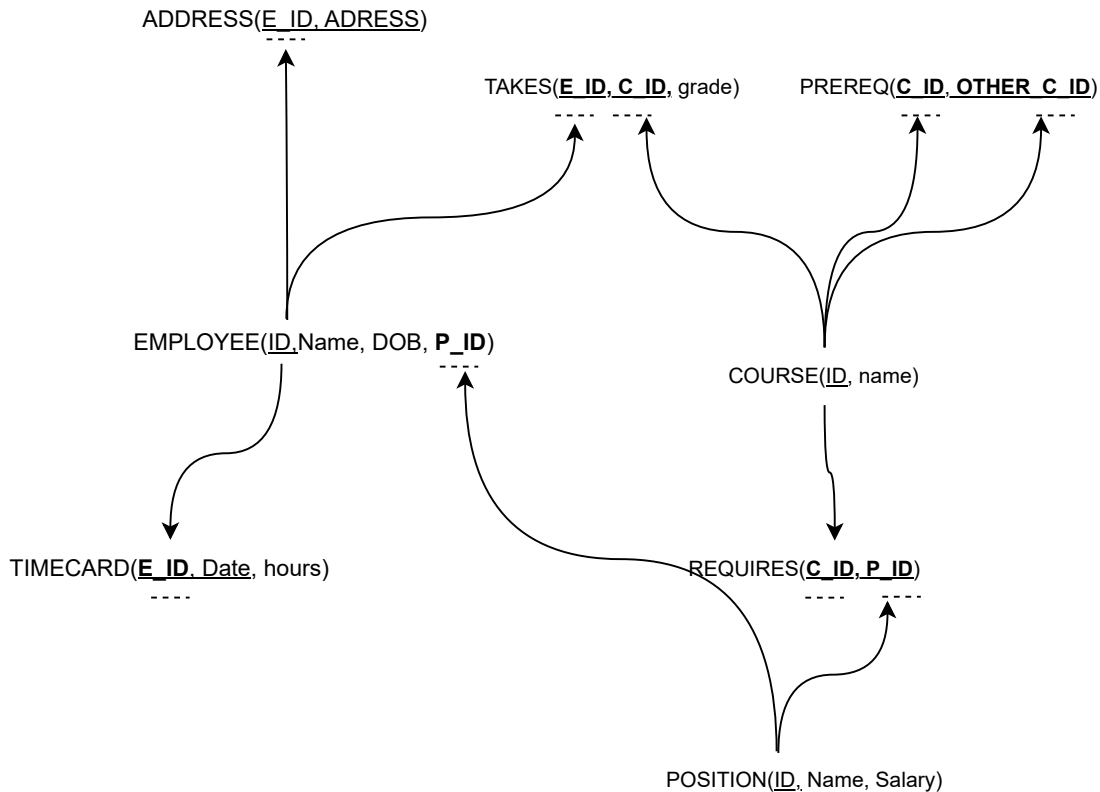 ADDRESS(E_ID, ADRESS)
TAKES(E_ID, C_ID, grade)
PREREQ(C_ID, OTHER_C_ID)
EMPLOYEE(ID,Name, DOB, P_ID)
COURSE(ID, name)
TIMECARD(E_ID, Date, hours)
REQUIRES(C_ID, P_ID)
POSITION(ID, Name, Salary)